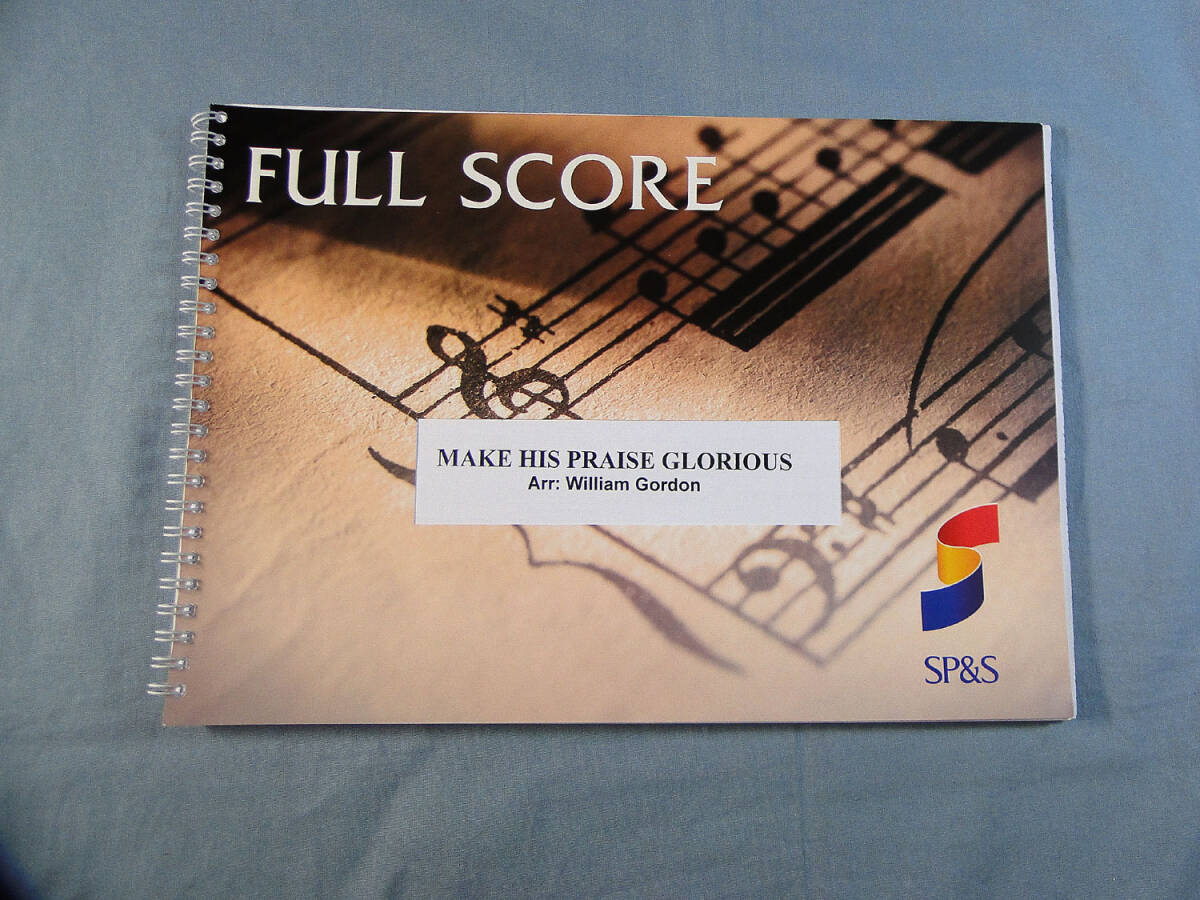 FULL SCORE
MAKE HIS PRAISE GLORIOUS
Arr: William Gordon
SP&S